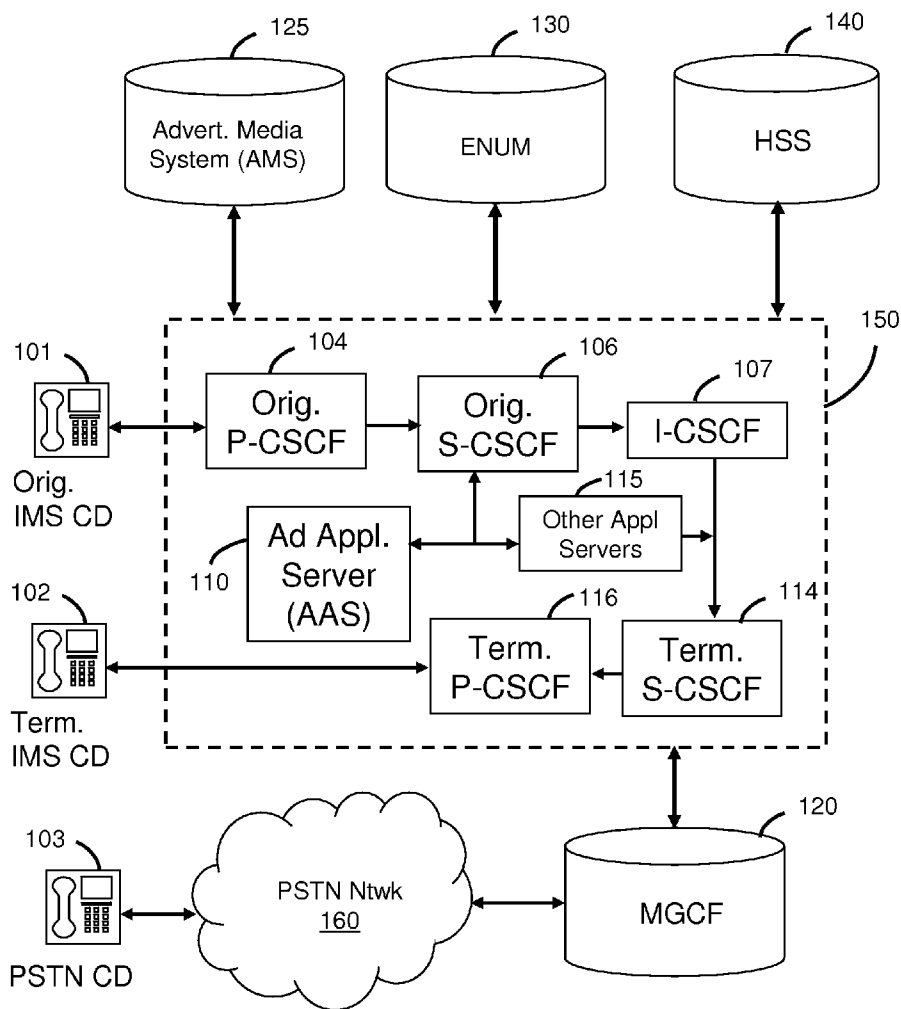 125
130
140
Advert. Media
System (AMS)
ENUM
HSS
150
101
104
106
107
Orig.
P-CSCF
Orig.
S-CSCF
I-CSCF
Orig.
IMS CD
115
Ad Appl.
Server
(AAS)
110
Other Appl
Servers
102
116
114
Term.
P-CSCF
Term.
S-CSCF
Term.
IMS CD
103
120
PSTN Ntwk
160
MGCF
PSTN CD